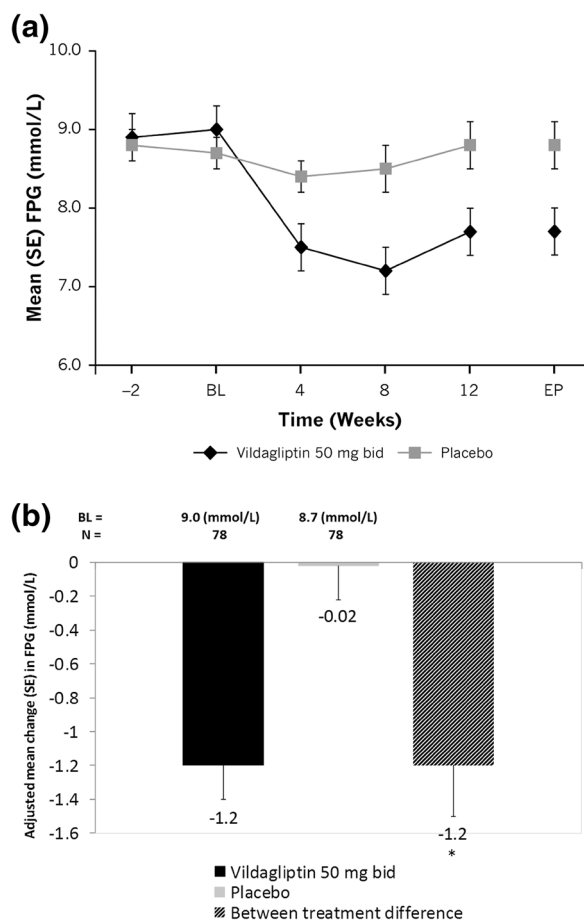 (a)
10.0
9.0
8.0
7.0
6.0
Mean (SE) FPG (mmol/L)
–2 BL 4 8 12 EP
Time (Weeks)
Vildagliptin 50 mg bid Placebo
(b)
BL = 9.0 (mmol/L) 8.7 (mmol/L)
N = 78 78
0
-0.2
-0.4
-0.6
-0.8
-1
-1.2
-1.4
-1.6
Adjusted mean change (SE) in FPG (mmol/L)
-0.02
-1.2
-1.2
*
Vildagliptin 50 mg bid
Placebo
Between treatment difference